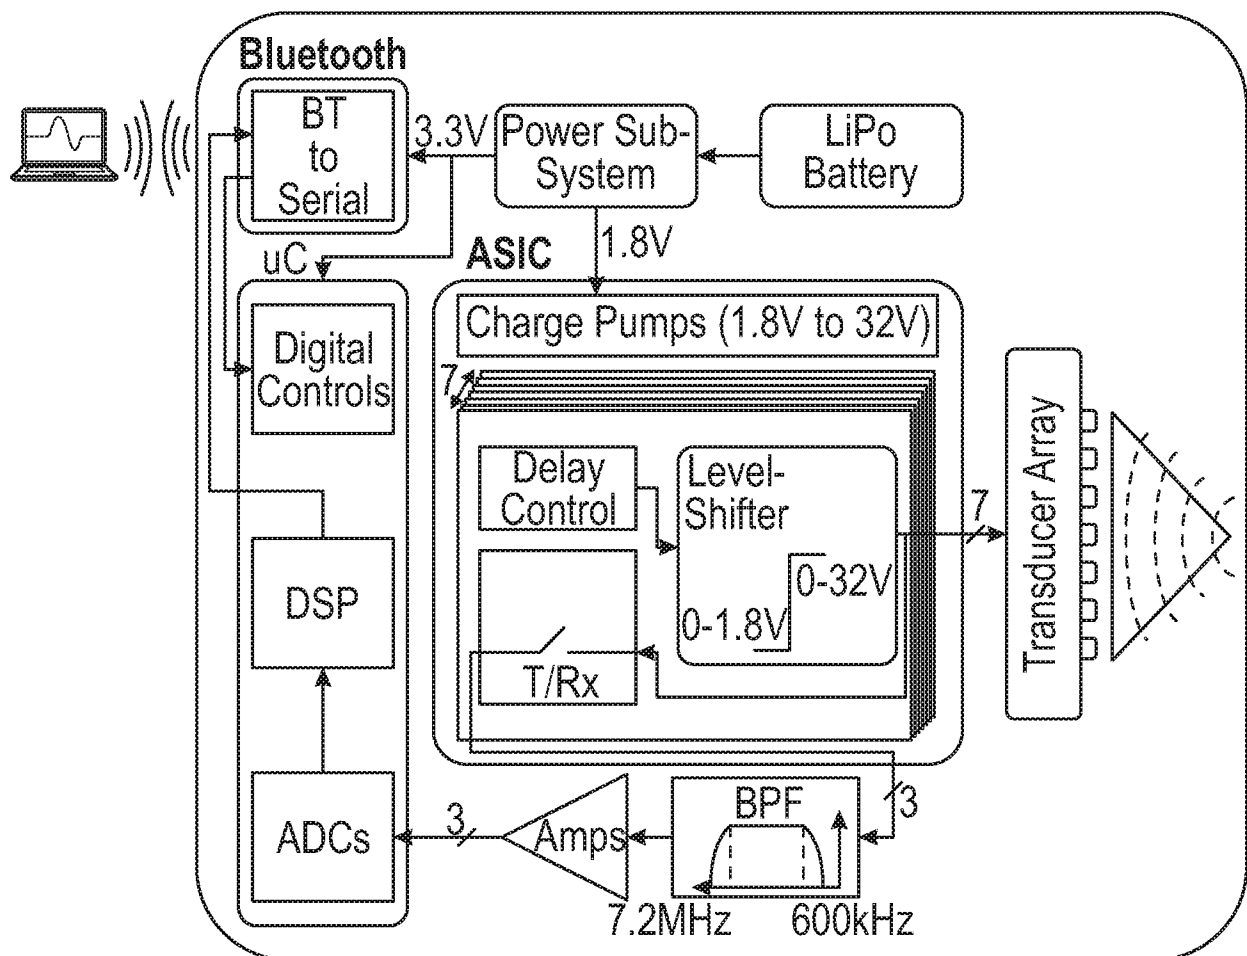 Bluetooth
BT
to
Serial
3.3V
Power Sub-
System
LiPo
Battery
1.8V
uC
ASIC
Charge Pumps (1.8V to 32V)
Digital
Controls
7
Delay
Control
Level-
Shifter
0-32V
0-1.8V
7
Transducer Array
DSP
T/Rx
ADCs
3
Amps
BPF
3
7.2MHz
600kHz